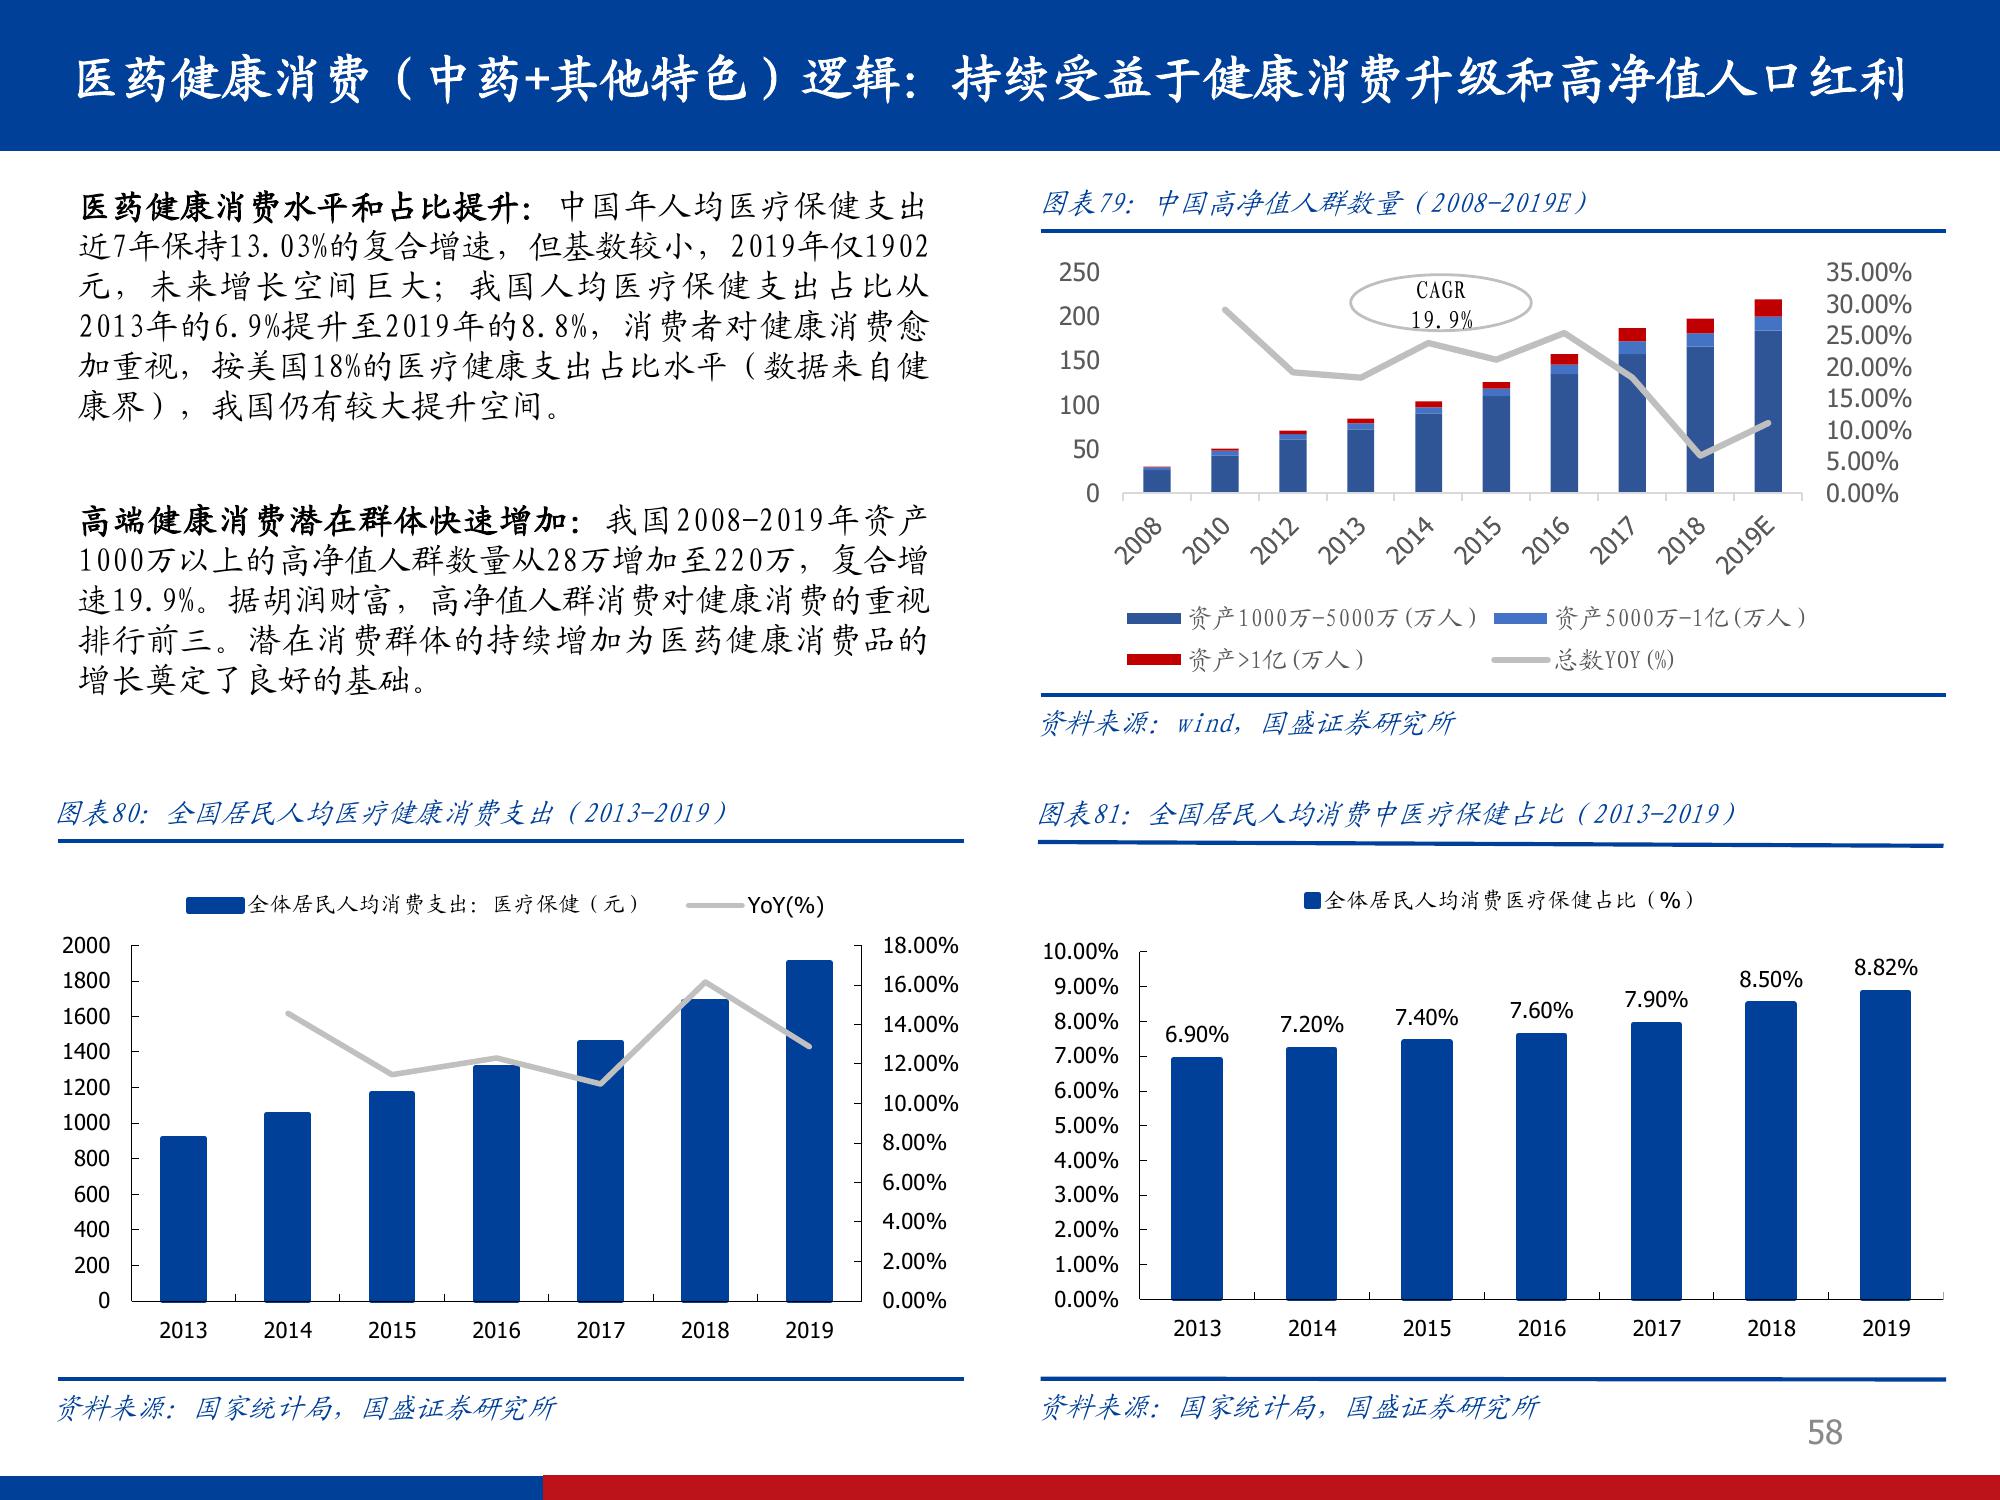 医药健康消费（中药+其他特色）逻辑：持续受益于健康消费升级和高净值人口红利
医药健康消费水平和占比提升：中国年人均医疗保健支出
近7年保持13.03%的复合增速，但基数较小，2019年仅1902
元，未来增长空间巨大；我国人均医疗保健支出占比从
2013年的6.9%提升至2019年的8.8%，消费者对健康消费愈
加重视，按美国18%的医疗健康支出占比水平（数据来自健
康界），我国仍有较大提升空间。
高端健康消费潜在群体快速增加：我国2008-2019年资产
1000万以上的高净值人群数量从28万增加至220万，复合增
速19.9%。据胡润财富，高净值人群消费对健康消费的重视
排行前三。潜在消费群体的持续增加为医药健康消费品的
增长奠定了良好的基础。
图表79：中国高净值人群数量（2008-2019E）
250
200
150
100
50
0
CAGR
19.9%
35.00%
30.00%
25.00%
20.00%
15.00%
10.00%
5.00%
0.00%
2008 2010 2012 2013 2014 2015 2016 2017 2018 2019E
资产1000万-5000万(万人） 资产5000万-1亿(万人）
资产>1亿(万人） 总数YOY(%)
资料来源：wind，国盛证券研究所
图表80：全国居民人均医疗健康消费支出（2013-2019）
全体居民人均消费支出：医疗保健（元） YoY(%)
2000
1800
1600
1400
1200
1000
800
600
400
200
0
18.00%
16.00%
14.00%
12.00%
10.00%
8.00%
6.00%
4.00%
2.00%
0.00%
2013 2014 2015 2016 2017 2018 2019
资料来源：国家统计局，国盛证券研究所
图表81：全国居民人均消费中医疗保健占比（2013-2019）
全体居民人均消费医疗保健占比（%）
10.00%
9.00%
8.00%
7.00%
6.00%
5.00%
4.00%
3.00%
2.00%
1.00%
0.00%
6.90% 7.20% 7.40% 7.60% 7.90% 8.50% 8.82%
2013 2014 2015 2016 2017 2018 2019
资料来源：国家统计局，国盛证券研究所
58